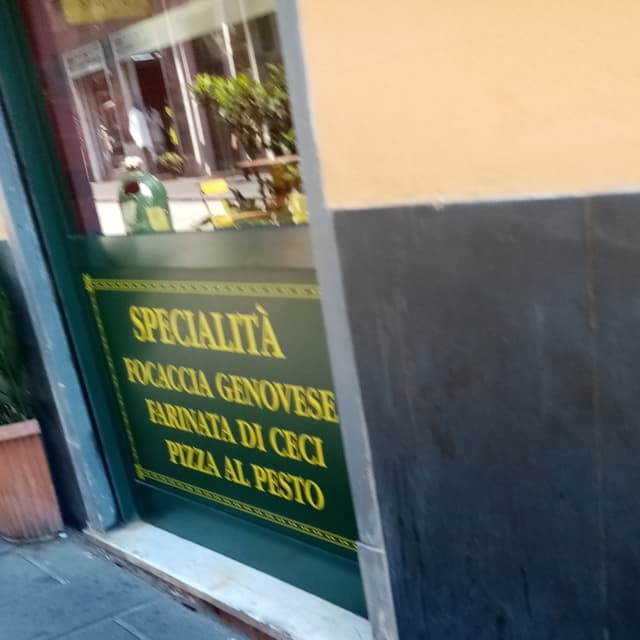 SPECIALITÀ
FOCACCIA GENOVESE
FARINATA DI CECI
PIZZA AL PESTO